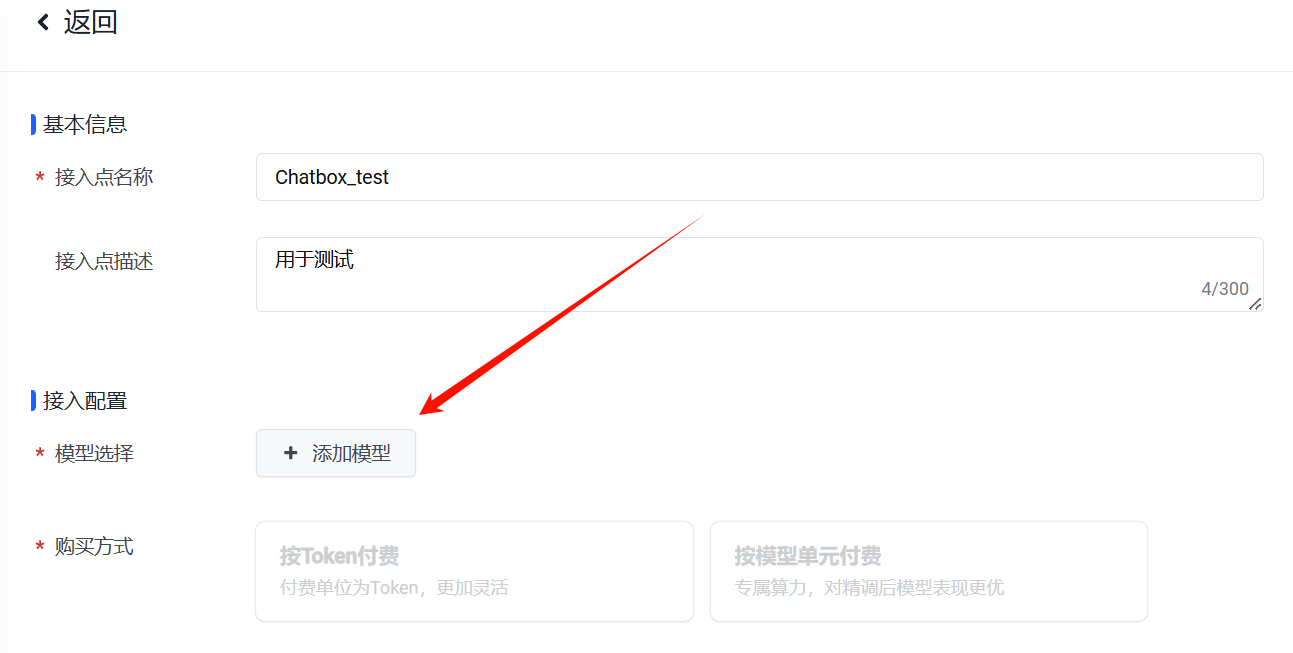 返回
基本信息
* 接入点名称
Chatbox_test
接入点描述
用于测试
4/300
接入配置
* 模型选择
+ 添加模型
* 购买方式
按Token付费
付费单位为Token，更加灵活
按模型单元付费
专属算力，对精调后模型表现更优